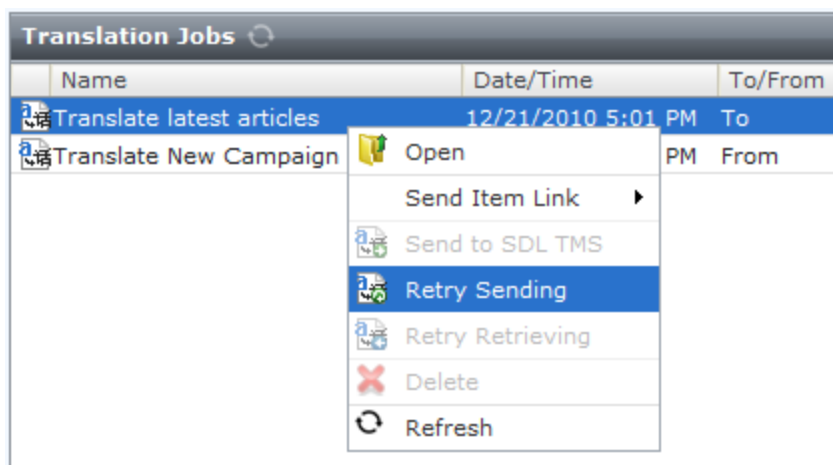 Translation Jobs
Name Date/Time To/From
Translate latest articles 12/21/2010 5:01 PM To
Translate New Campaign PM From
Open
Send Item Link
Send to SDL TMS
Retry Sending
Retry Retrieving
Delete
Refresh